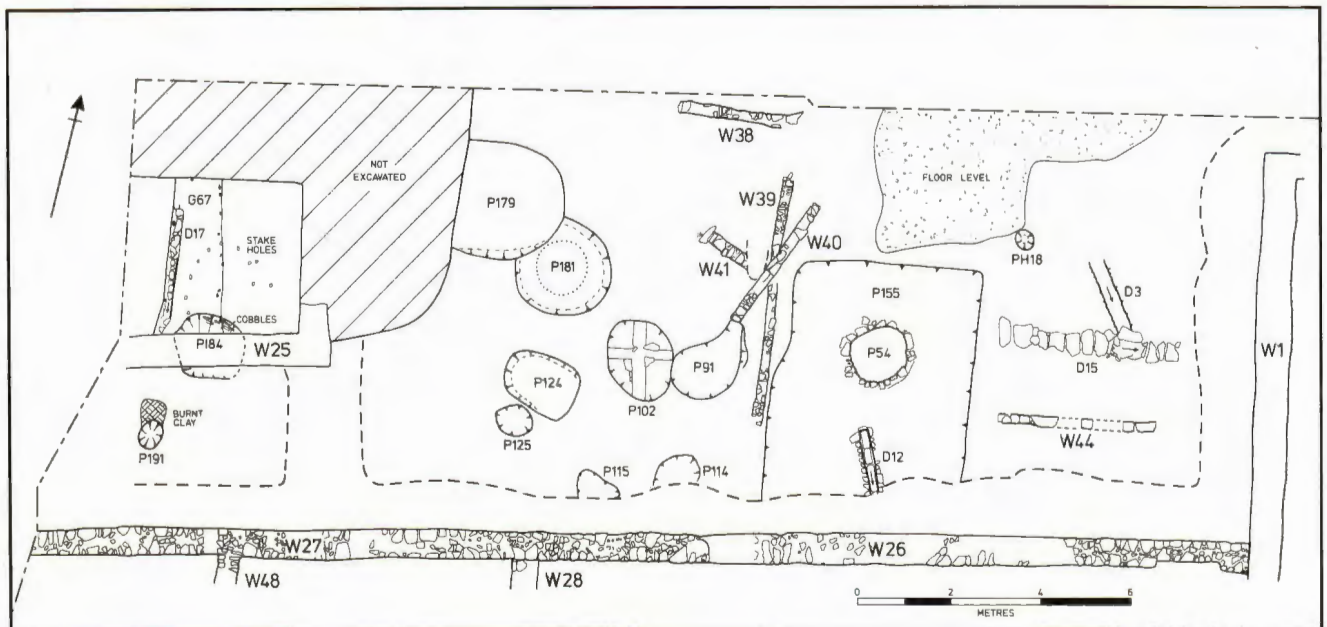 W38
NOT
EXCAVATED
FLOOR LEVEL
G67
P179
W39
D17
STAKE
HOLES
W40
W41
PH18
P181
P155
D3
COBBLES
P184
W25
P54
W1
P91
D15
P124
P102
BURNT
CLAY
P125
W44
P191
D12
P115
P114
W27
W26
W48
W28
0 2 4 6
METRES